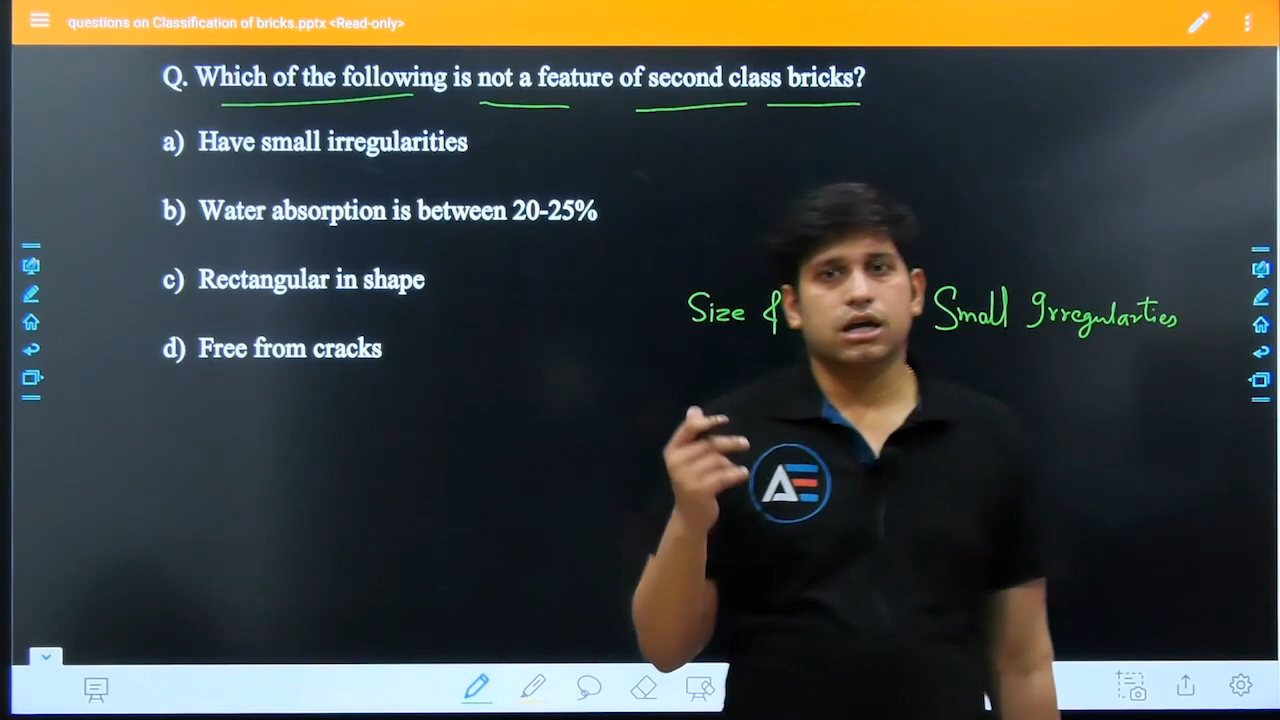 questions on Classification of bricks.pptx <Read-only>
Q. Which of the following is not a feature of second class bricks?
a) Have small irregularities
b) Water absorption is between 20-25%
c) Rectangular in shape
d) Free from cracks
Size & Small Irregularties
AE